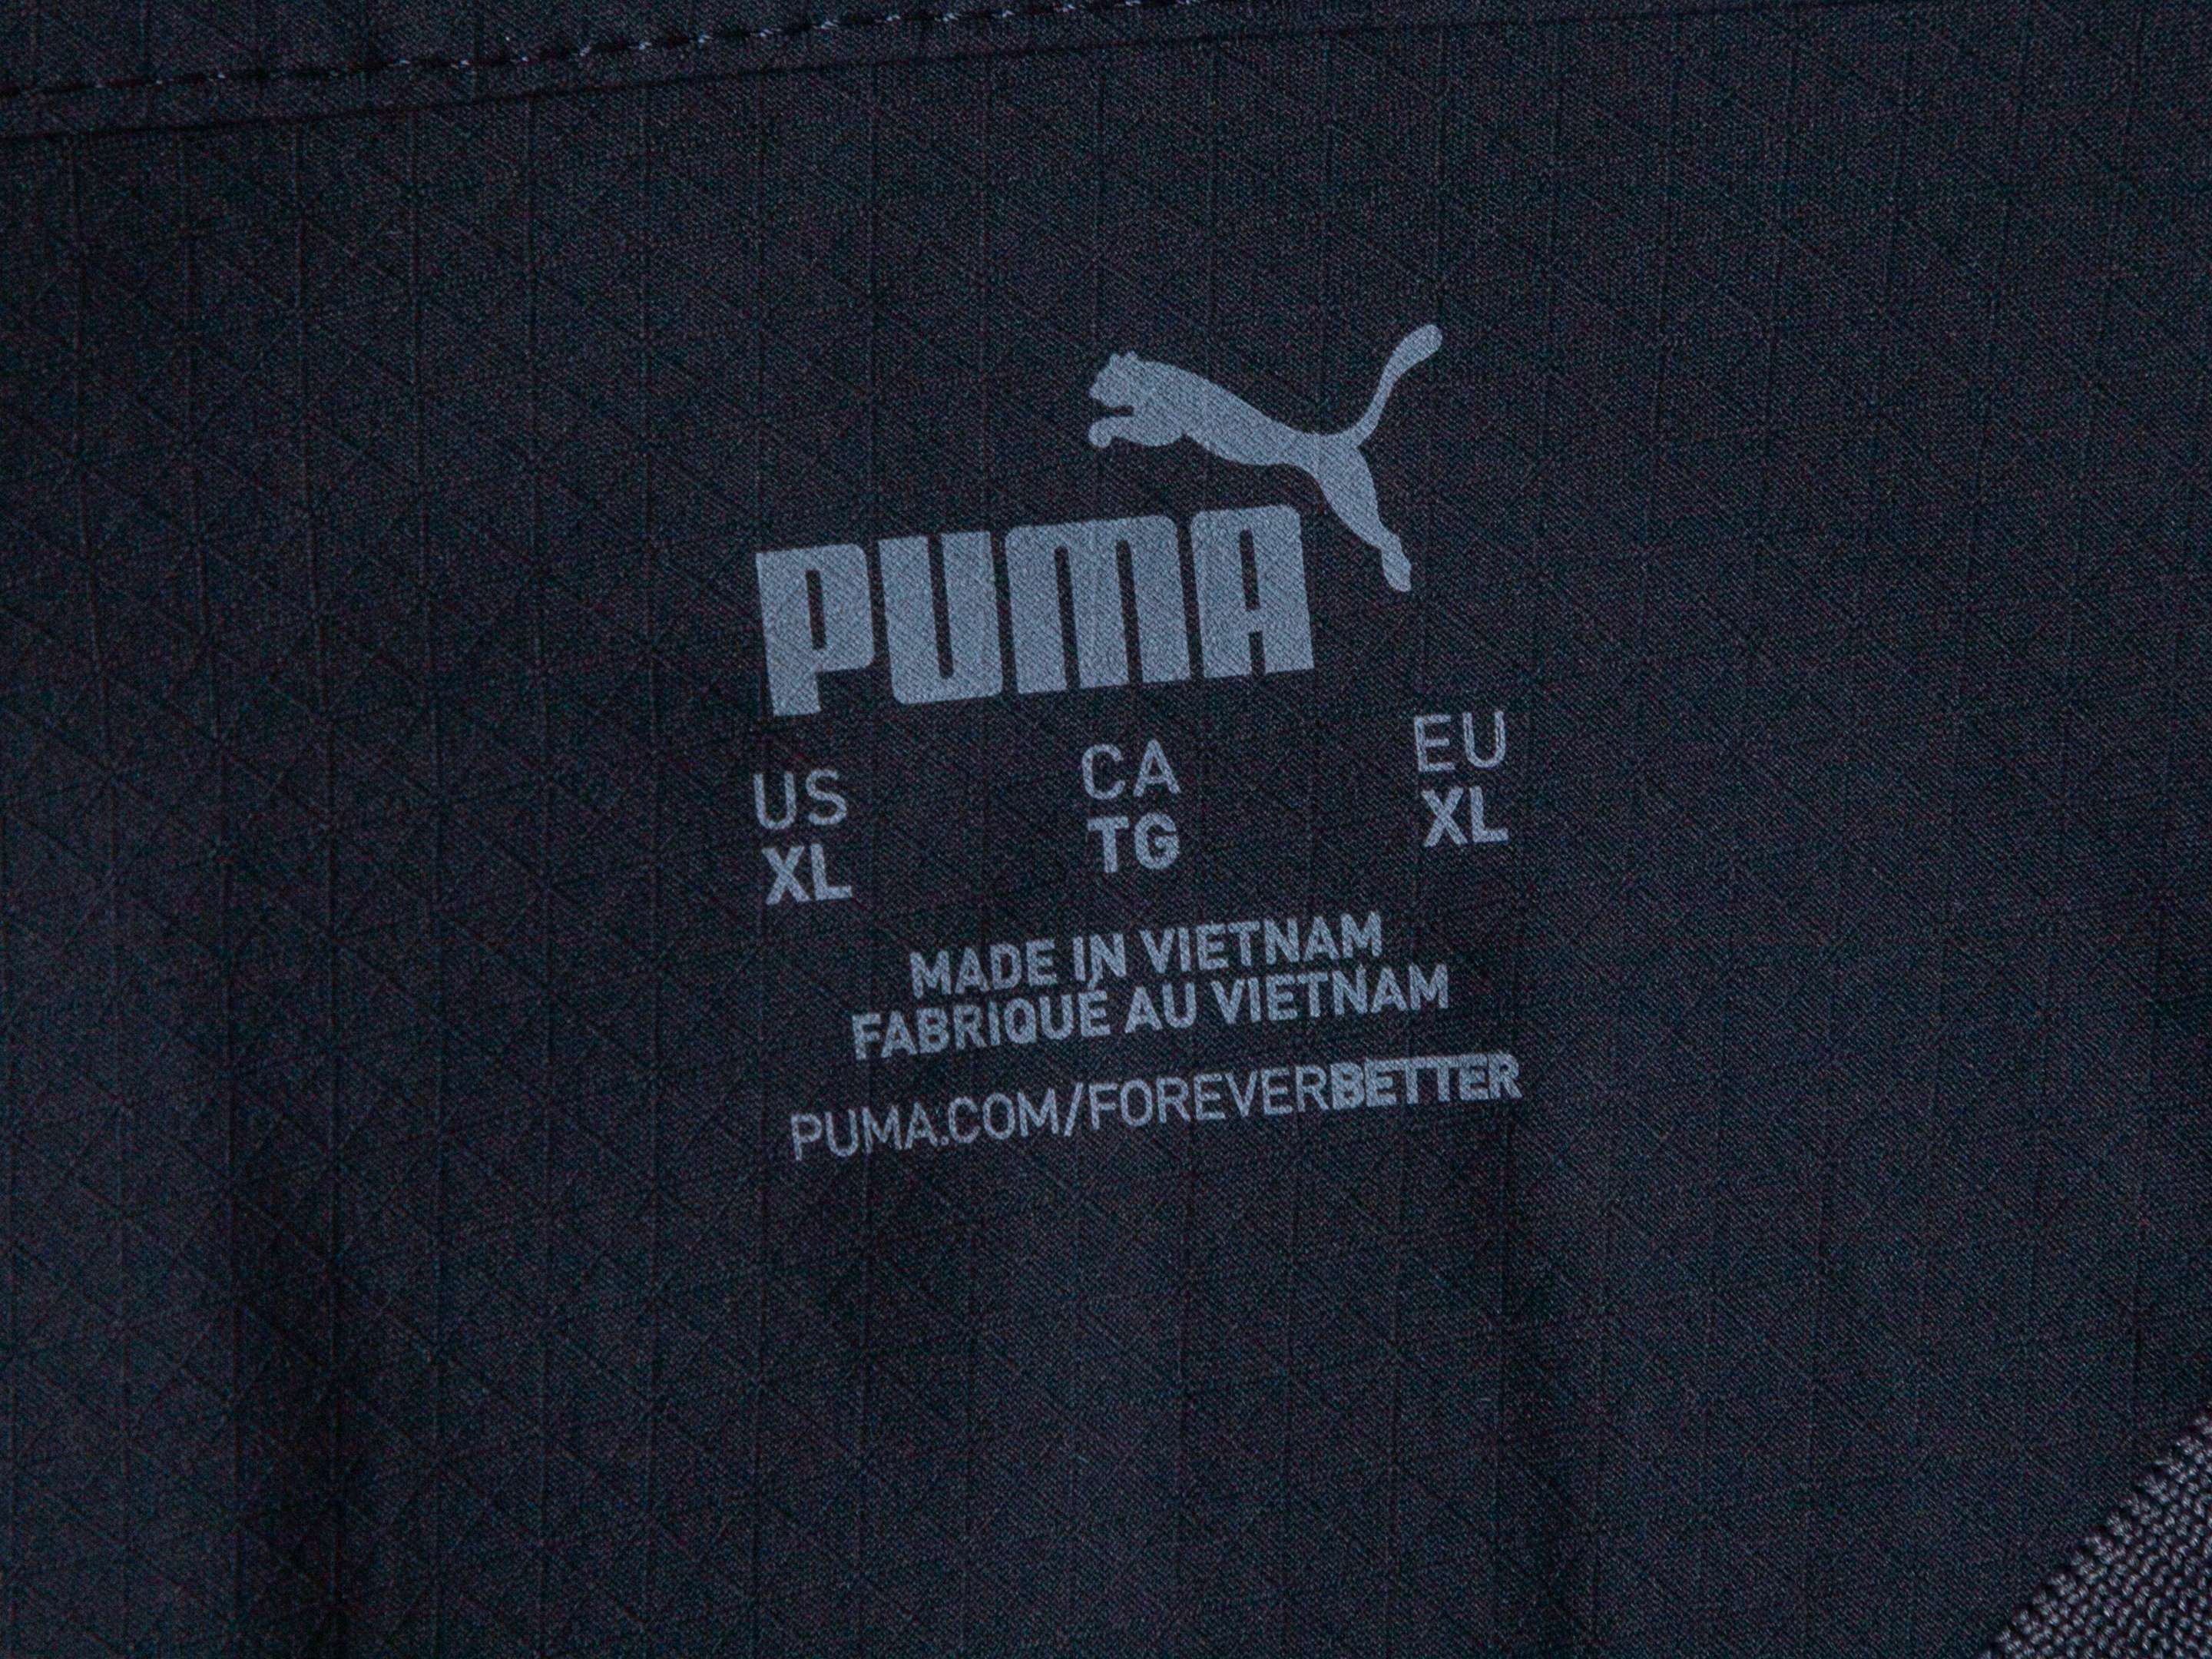 PUMA
US CA EU
XL TG XL
MADE IN VIETNAM
FABRIQUÉ AU VIETNAM
PUMA.COM/FOREVERBETTER